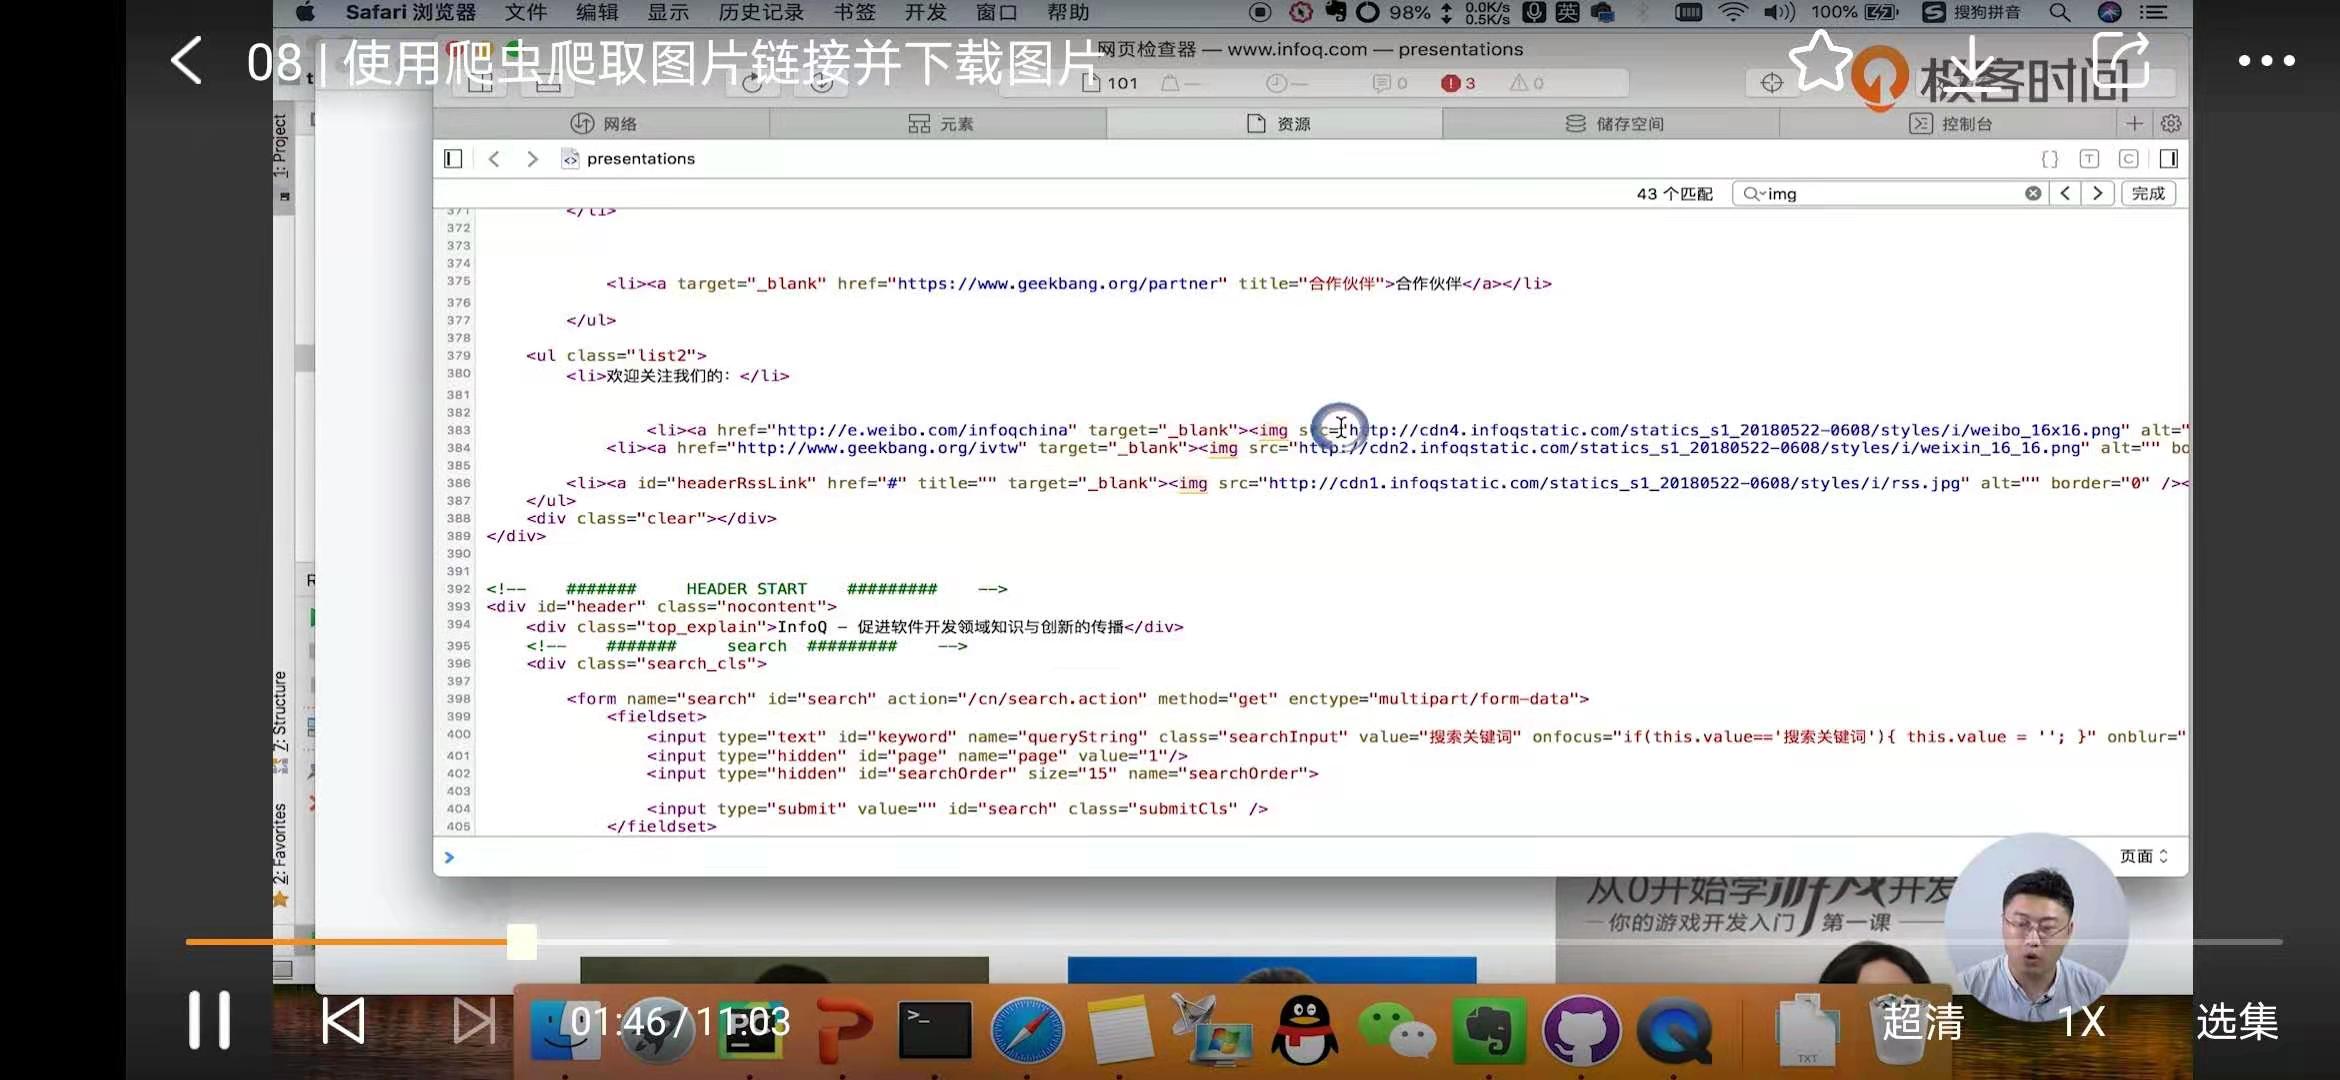 Safari 浏览器 文件 编辑 显示 历史记录 书签 开发 窗口 帮助 98% 0.0K/s 0.5K/s 英 100% 搜狗拼音
08 | 使用爬虫爬取图片链接并下载图片
网页检查器 — www.infoq.com — presentations
101 — — 0 3 0
极客时间
网络 元素 资源 储存空间 控制台
presentations
43 个匹配 img 完成
371 </li>
372
373
374
375 <li><a target="_blank" href="https://www.geekbang.org/partner" title="合作伙伴">合作伙伴</a></li>
376
377 </ul>
378
379 <ul class="list2">
380 <li>欢迎关注我们的：</li>
381
382
383 <li><a href="http://e.weibo.com/infoqchina" target="_blank"><img src="http://cdn4.infoqstatic.com/statics_s1_20180522-0608/styles/i/weibo_16x16.png" alt="
384 <li><a href="http://www.geekbang.org/ivtw" target="_blank"><img src="http://cdn2.infoqstatic.com/statics_s1_20180522-0608/styles/i/weixin_16_16.png" alt="" bo
385
386 <li><a id="headerRssLink" href="#" title="" target="_blank"><img src="http://cdn1.infoqstatic.com/statics_s1_20180522-0608/styles/i/rss.jpg" alt="" border="0" /><
387 </ul>
388 <div class="clear"></div>
389 </div>
390
391
392 <!-- ####### HEADER START ######### -->
393 <div id="header" class="nocontent">
394 <div class="top_explain">InfoQ - 促进软件开发领域知识与创新的传播</div>
395 <!-- ####### search ######### -->
396 <div class="search_cls">
397
398 <form name="search" id="search" action="/cn/search.action" method="get" enctype="multipart/form-data">
399 <fieldset>
400 <input type="text" id="keyword" name="queryString" class="searchInput" value="搜索关键词" onfocus="if(this.value=='搜索关键词'){ this.value = ''; }" onblur="
401 <input type="hidden" id="page" name="page" value="1"/>
402 <input type="hidden" id="searchOrder" size="15" name="searchOrder">
403
404 <input type="submit" value="" id="search" class="submitCls" />
405 </fieldset>
页面
1: Project
7: Structure
2: Favorites
从0开始学游戏开发
你的游戏开发入门第一课
01:46/11:03
TXT
超清 1X 选集